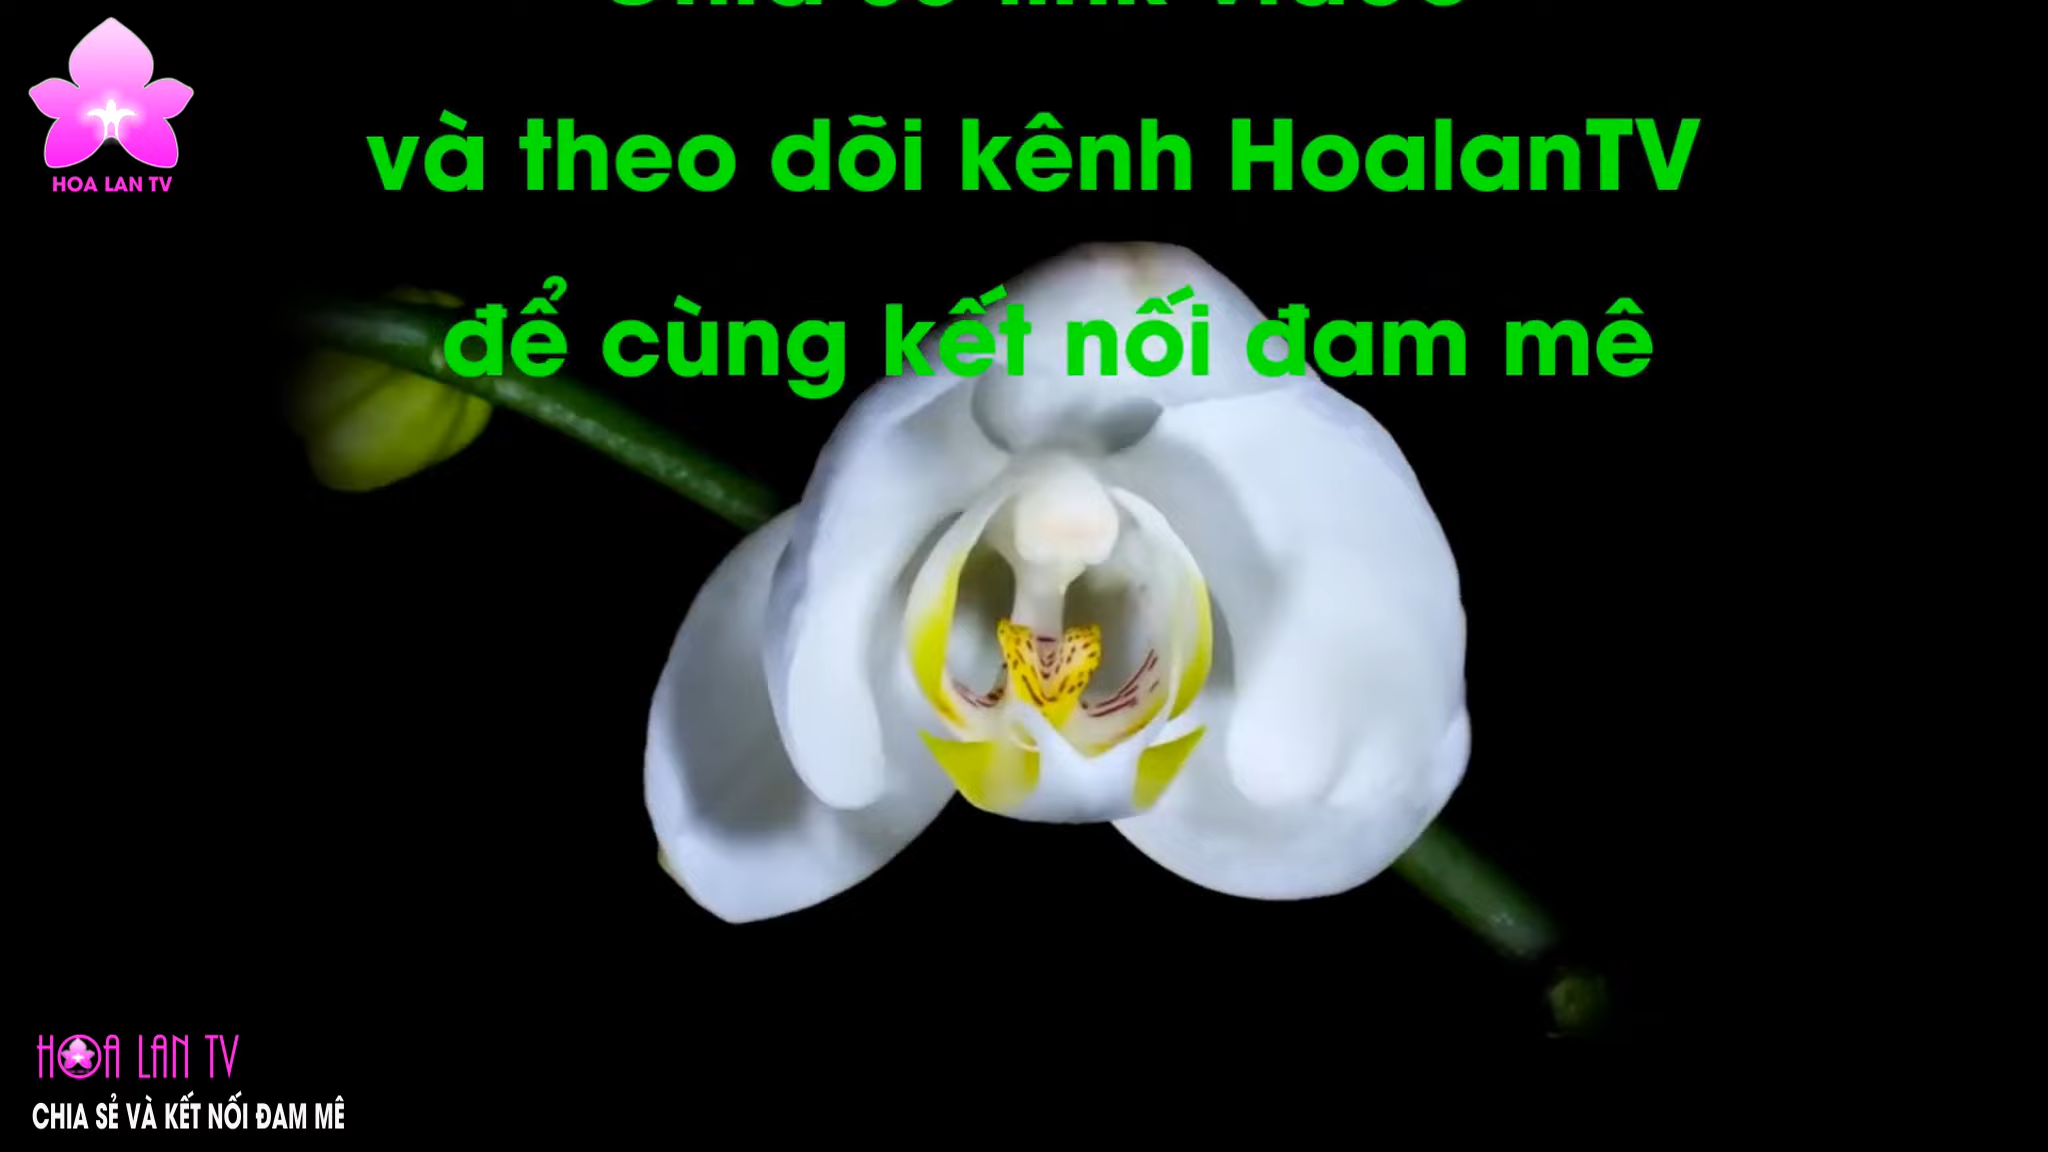 và theo dõi kênh HoalanTV
để cùng kết nối đam mê
HOA LAN TV
HOA LAN TV
CHIA SẺ VÀ KẾT NỐI ĐAM MÊ